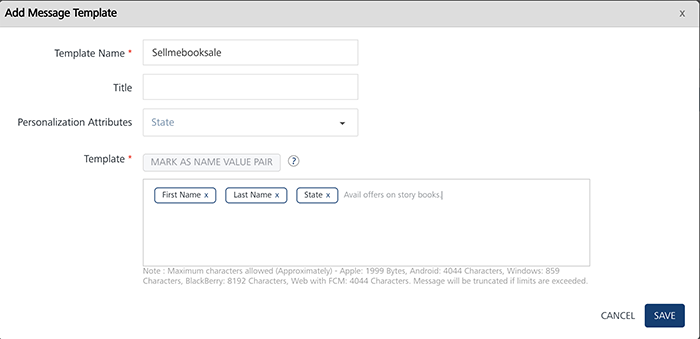 Add Message Template x
Template Name * Sellmebooksale
Title
Personalization Attributes State
Template * MARK AS NAME VALUE PAIR ?
First Name x Last Name x State x Avail offers on story books.
Note : Maximum characters allowed (Approximately) - Apple: 1999 Bytes, Android: 4044 Characters, Windows: 859
Characters, BlackBerry: 8192 Characters, Web with FCM: 4044 Characters. Message will be truncated if limits are exceeded.
CANCEL SAVE